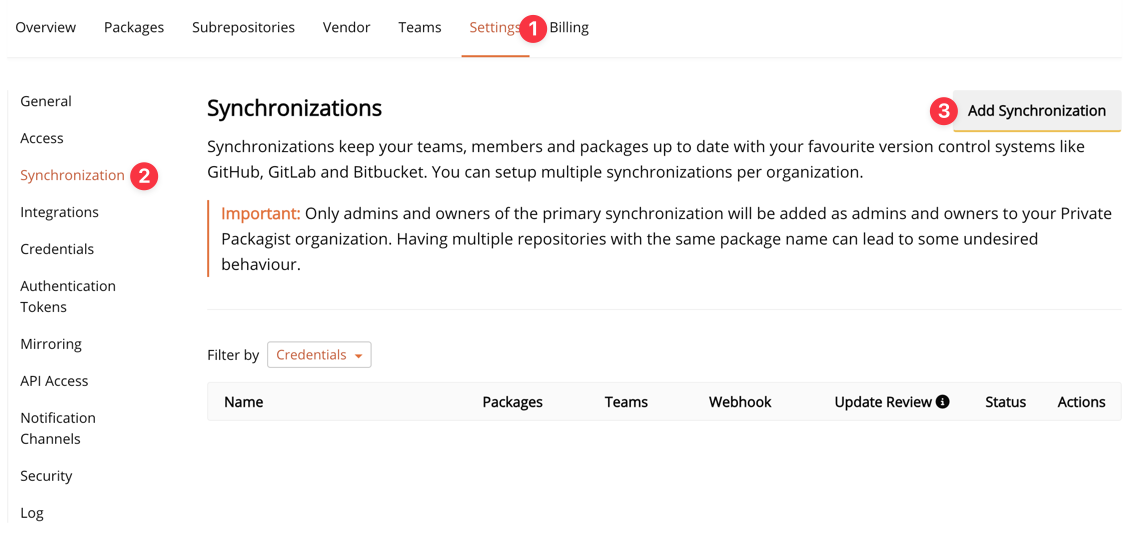 Overview Packages Subrepositories Vendor Teams Settings 1 Billing
General
Access
Synchronization 2
Integrations
Credentials
Authentication
Tokens
Mirroring
API Access
Notification
Channels
Security
Log
Synchronizations
3 Add Synchronization
Synchronizations keep your teams, members and packages up to date with your favourite version control systems like
GitHub, GitLab and Bitbucket. You can setup multiple synchronizations per organization.
Important: Only admins and owners of the primary synchronization will be added as admins and owners to your Private
Packagist organization. Having multiple repositories with the same package name can lead to some undesired
behaviour.
Filter by Credentials
Name Packages Teams Webhook Update Review Status Actions